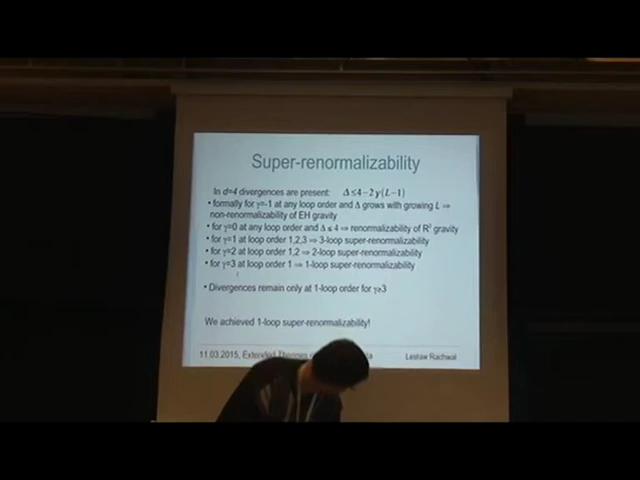 Super-renormalizability
In d=4 divergences are present: Δ≤4−2γ(L−1)
• formally for γ=-1 at any loop order and Δ grows with growing L ⇒
non-renormalizability of EH gravity
• for γ=0 at any loop order and Δ≤4 ⇒ renormalizability of R² gravity
• for γ=1 at loop order 1,2,3 ⇒ 3-loop super-renormalizability
• for γ=2 at loop order 1,2 ⇒ 2-loop super-renormalizability
• for γ=3 at loop order 1 ⇒ 1-loop super-renormalizability
• Divergences remain only at 1-loop order for γ≥3
We achieved 1-loop super-renormalizability!
11.03.2015, Extended Theories Lesław Rachwał